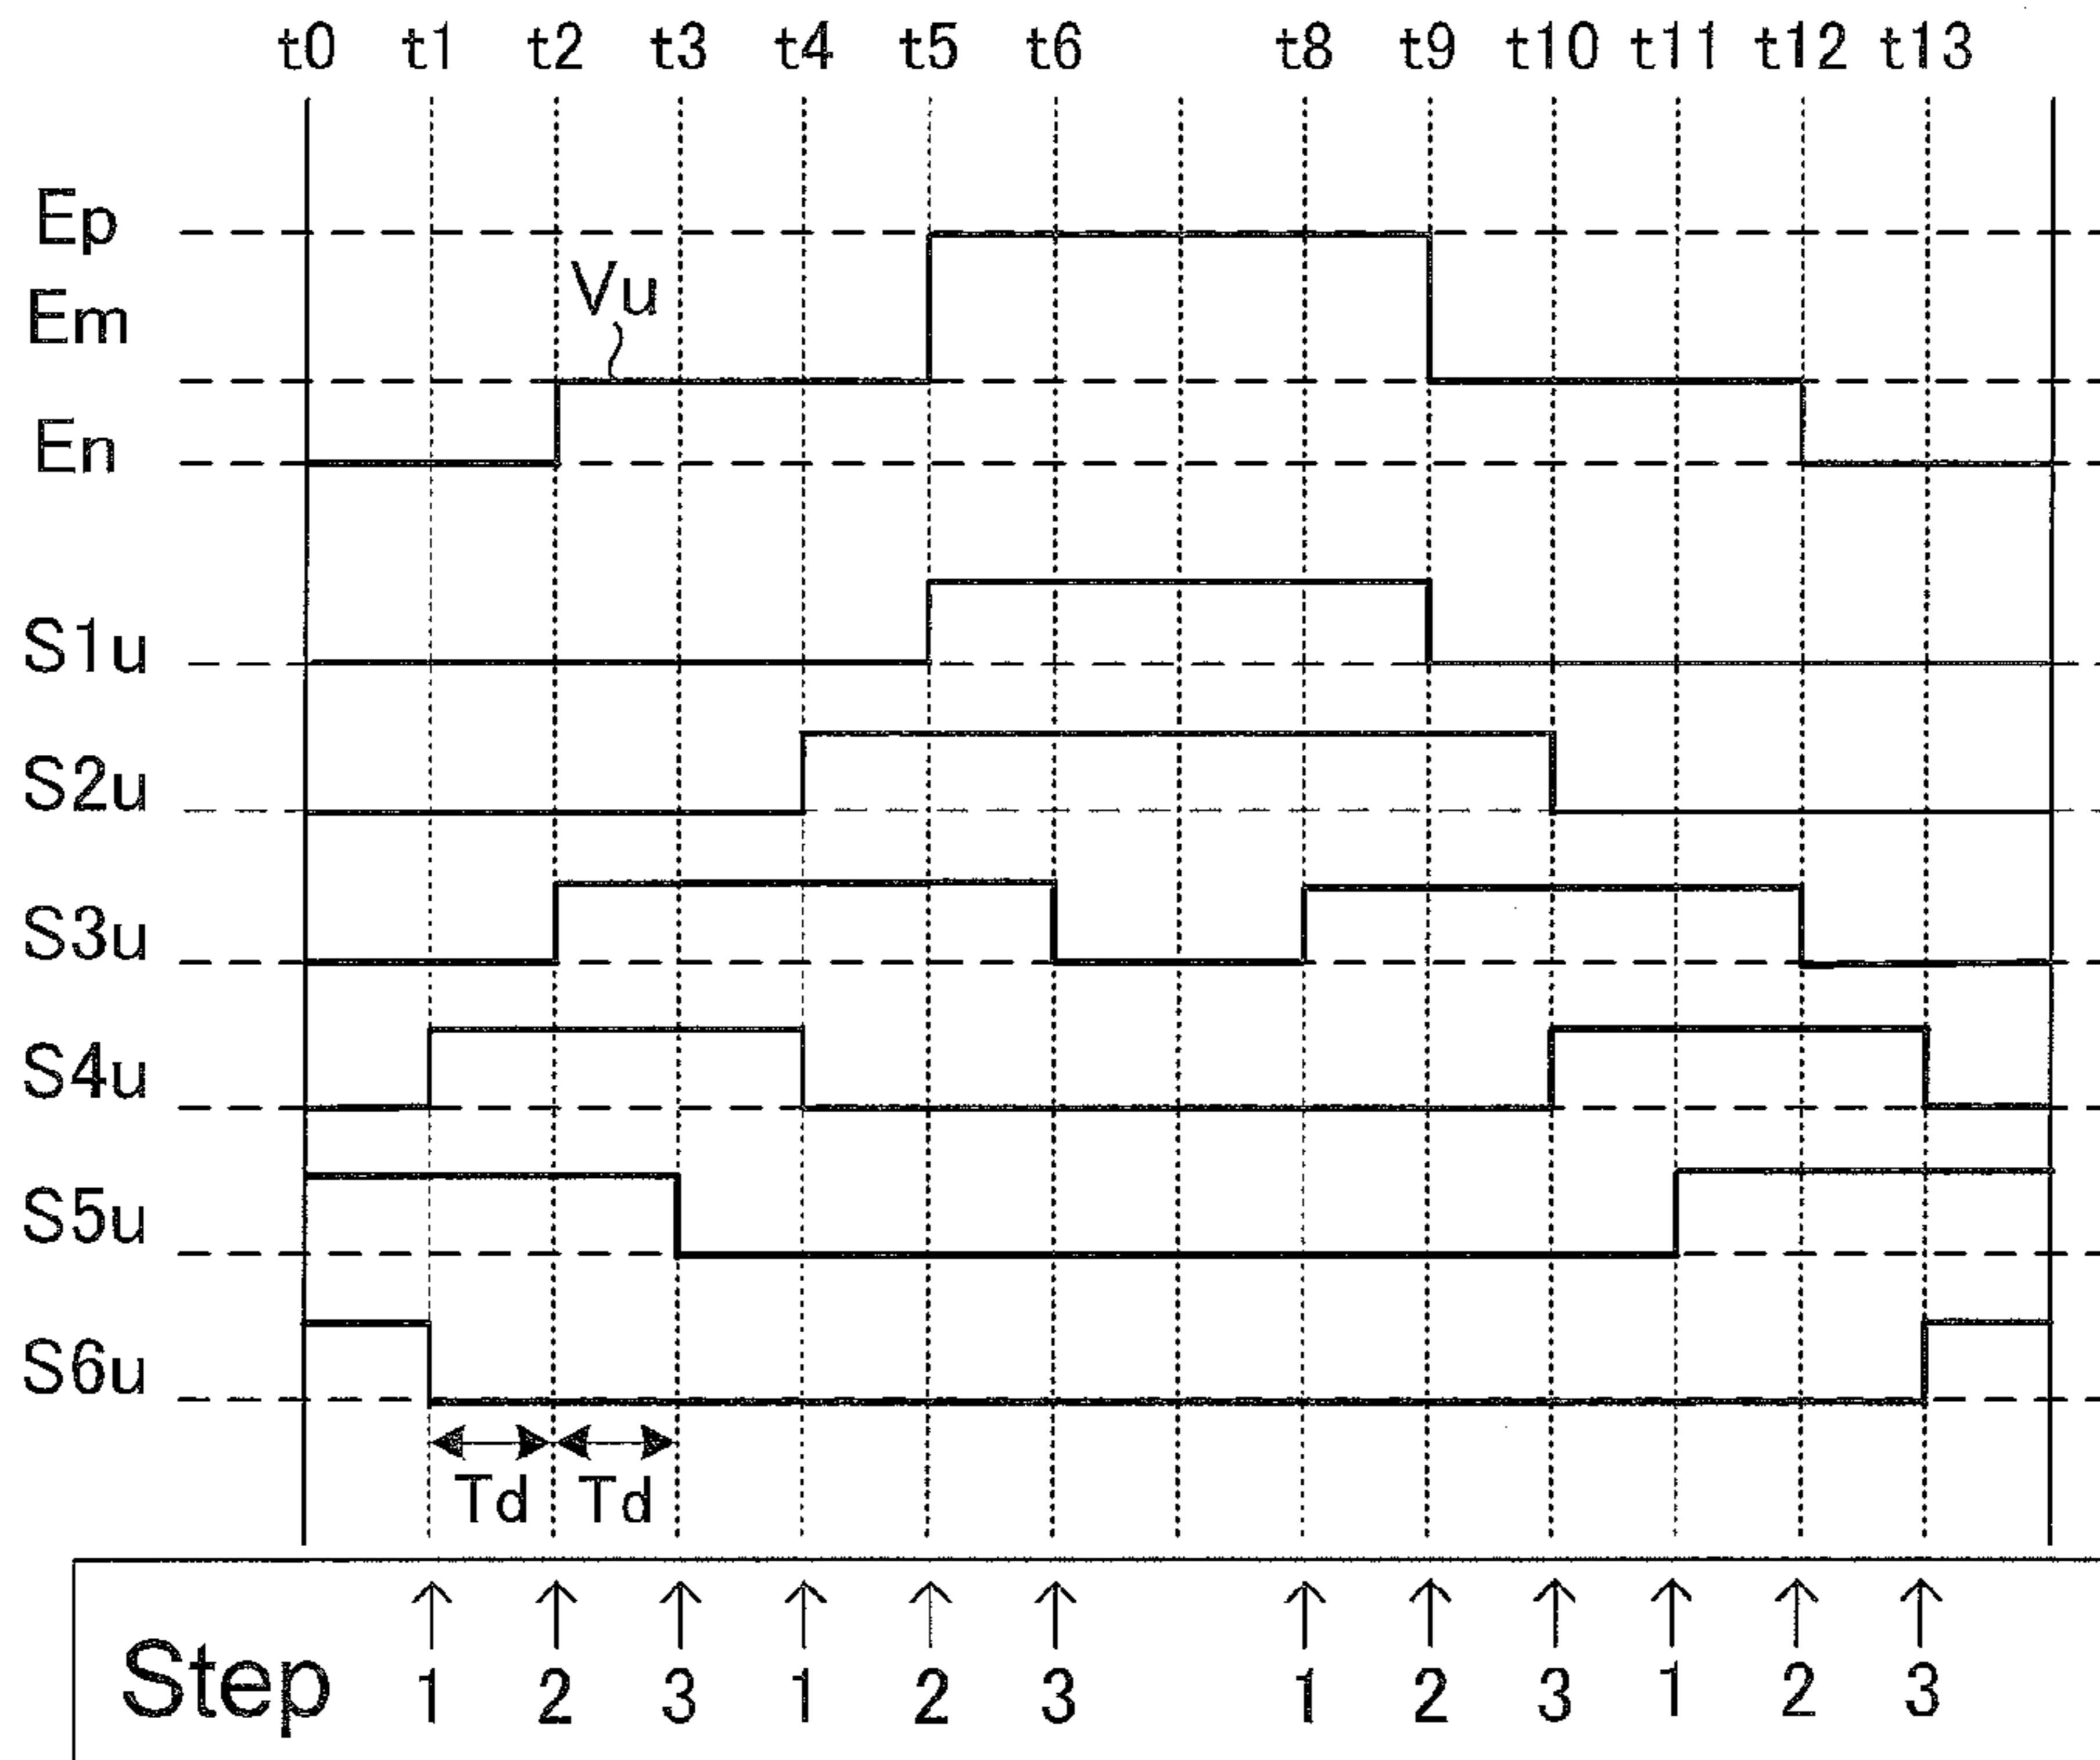 t0 t1 t2 t3 t4 t5 t6 t8 t9 t10 t11 t12 t13
Ep
Vu
Em
En
S1u
S2u
S3u
S4u
S5u
S6u
Td Td
Step 1 2 3 1 2 3 1 2 3 1 2 3